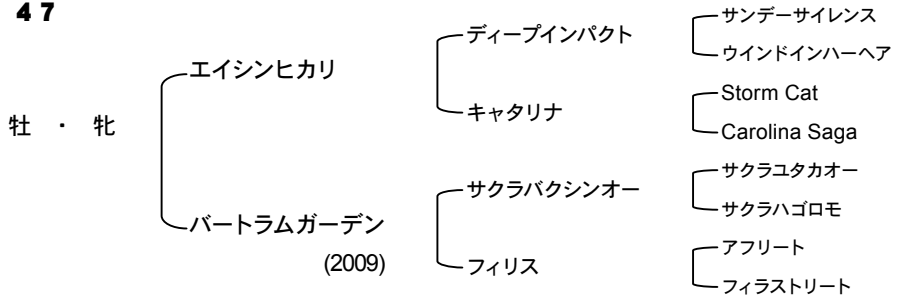 47
牡 ・ 牝
エイシンヒカリ
バートラムガーデン
(2009)
ディープインパクト
キャタリナ
サクラバクシンオー
フィリス
サンデーサイレンス
ウインドインハーヘア
Storm Cat
Carolina Saga
サクラユタカオー
サクラハゴロモ
アフリート
フィラストリート